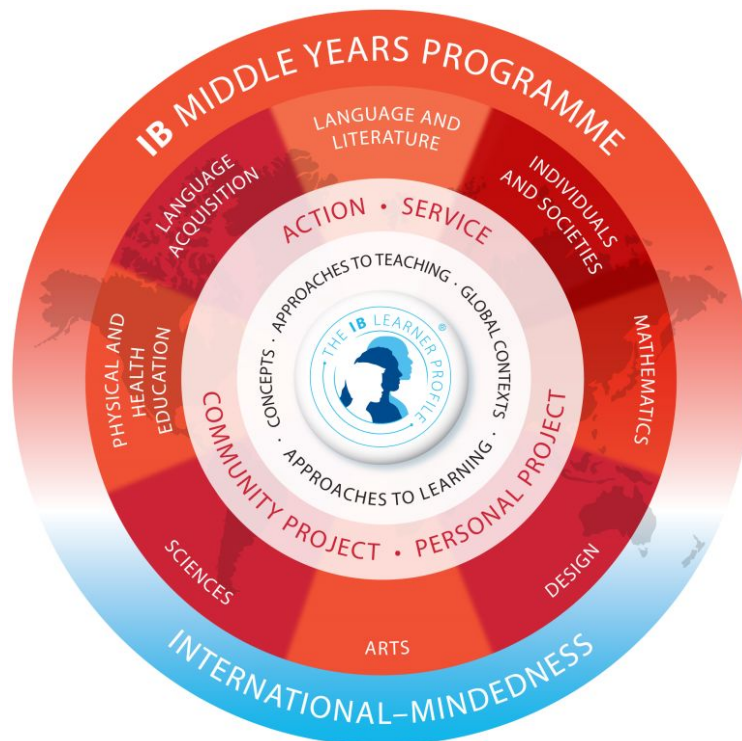 IB MIDDLE YEARS PROGRAMME
LANGUAGE AND
LITERATURE
INDIVIDUALS
AND SOCIETIES
MATHEMATICS
DESIGN
ARTS
SCIENCES
PHYSICAL AND
HEALTH
EDUCATION
LANGUAGE
ACQUISITION
ACTION • SERVICE
COMMUNITY PROJECT • PERSONAL PROJECT
APPROACHES TO TEACHING · GLOBAL CONTEXTS ·
APPROACHES TO LEARNING · CONCEPTS ·
THE IB LEARNER PROFILE ®
INTERNATIONAL–MINDEDNESS